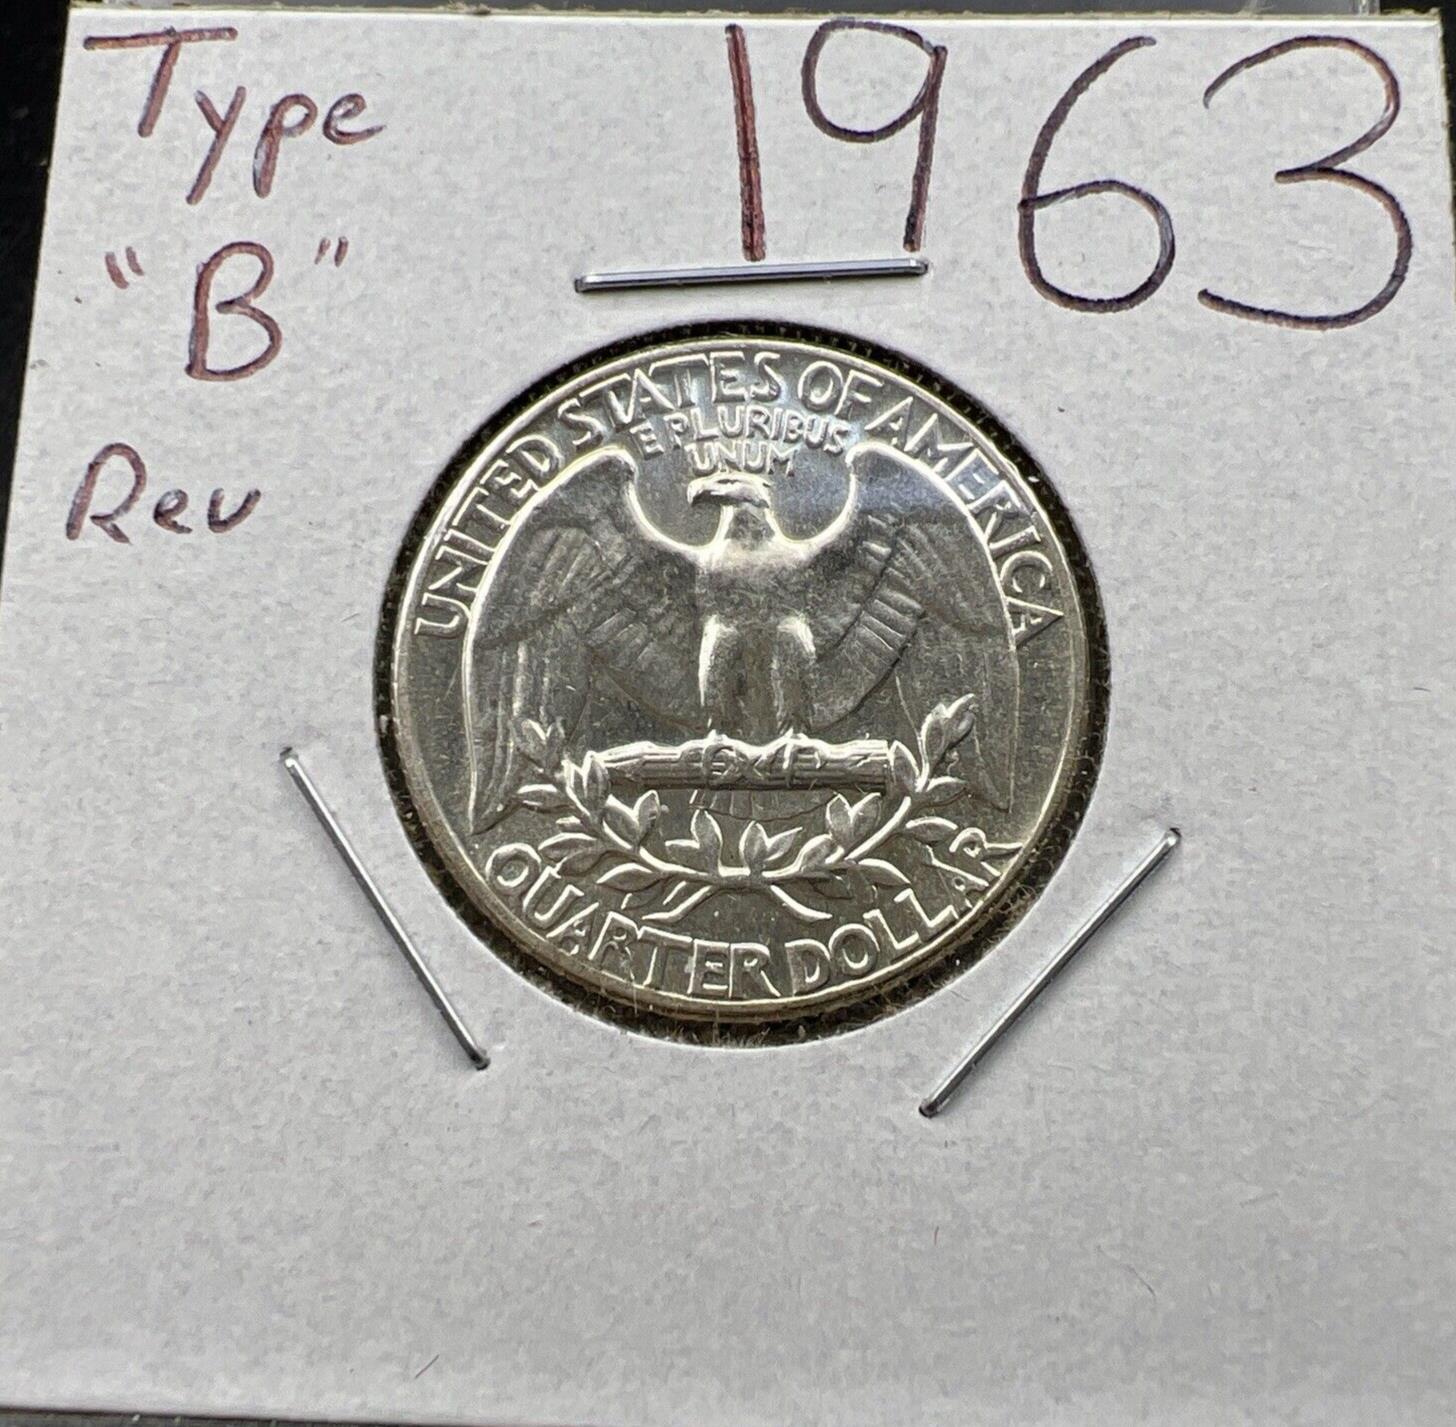 Type
"B"
Rev
1963
UNITED STATES OF AMERICA
E PLURIBUS
UNUM
QUARTER DOLLAR